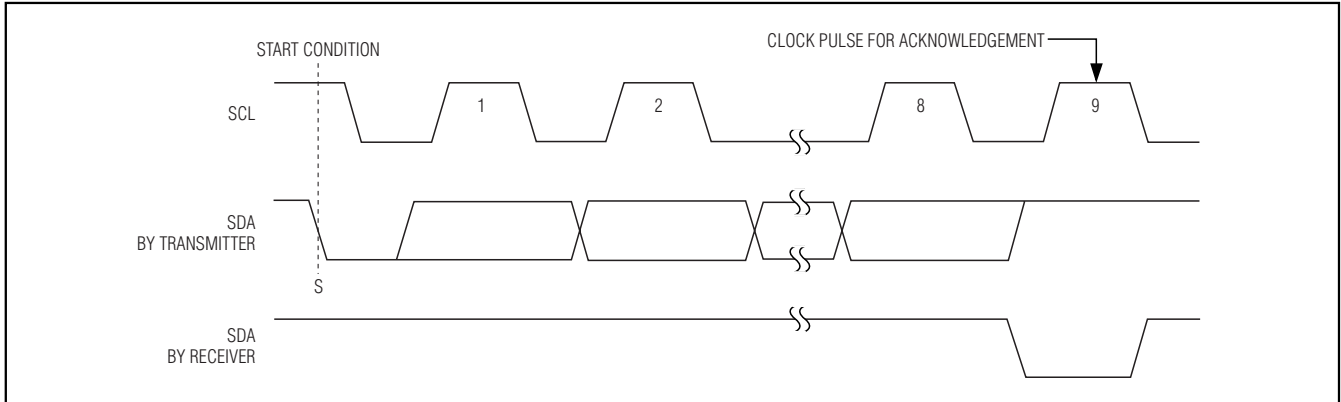 START CONDITION
CLOCK PULSE FOR ACKNOWLEDGEMENT
SCL
1
2
8
9
SDA
BY TRANSMITTER
S
SDA
BY RECEIVER